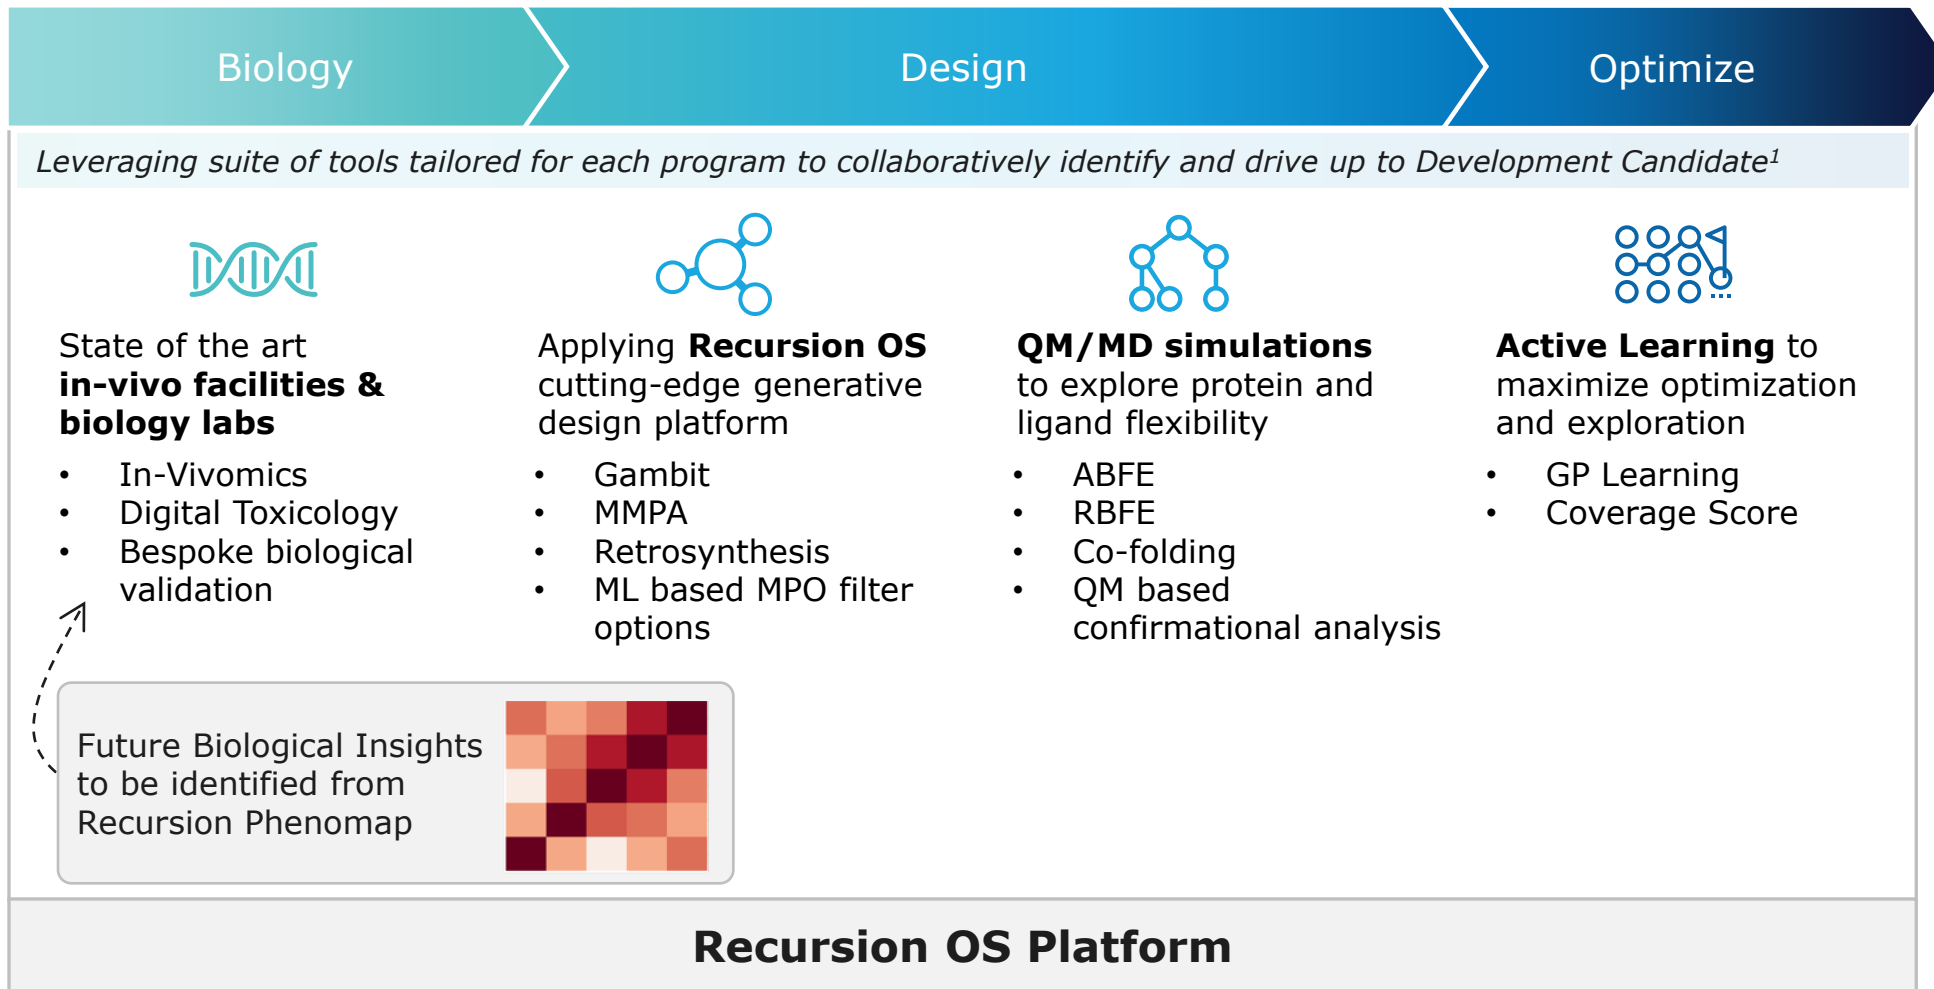 Biology
Design
Optimize
Leveraging suite of tools tailored for each program to collaboratively identify and drive up to Development Candidate¹
State of the art
in-vivo facilities &
biology labs
• In-Vivomics
• Digital Toxicology
• Bespoke biological
validation
Applying Recursion OS
cutting-edge generative
design platform
• Gambit
• MMPA
• Retrosynthesis
• ML based MPO filter
options
QM/MD simulations
to explore protein and
ligand flexibility
• ABFE
• RBFE
• Co-folding
• QM based
confirmational analysis
Active Learning to
maximize optimization
and exploration
• GP Learning
• Coverage Score
Future Biological Insights
to be identified from
Recursion Phenomap
Recursion OS Platform